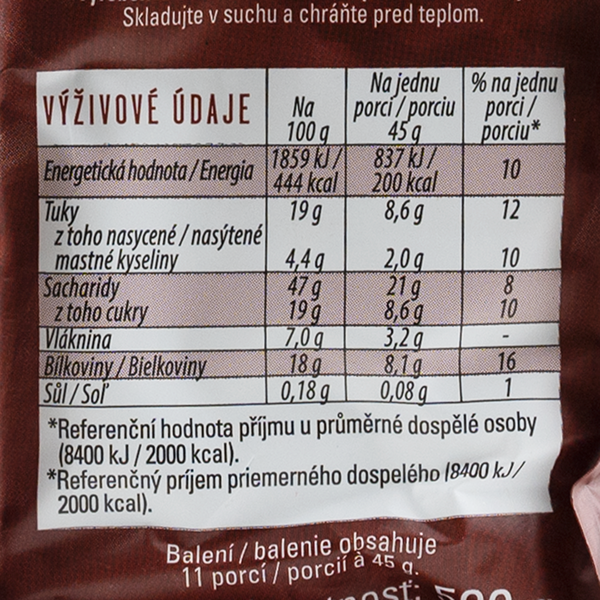 Skladujte v suchu a chráňte pred teplom.
VÝŽIVOVÉ ÚDAJE Na 100 g Na jednu porci / porciu 45 g % na jednu porci / porciu*
Energetická hodnota / Energia 1859 kJ / 444 kcal 837 kJ / 200 kcal 10
Tuky 19 g 8,6 g 12
z toho nasycené / nasýtené
mastné kyseliny 4,4 g 2,0 g 10
Sacharidy 47 g 21 g 8
z toho cukry 19 g 8,6 g 10
Vláknina 7,0 g 3,2 g -
Bílkoviny / Bielkoviny 18 g 8,1 g 16
Sůl / Soľ 0,18 g 0,08 g 1
*Referenční hodnota příjmu u průměrné dospělé osoby
(8400 kJ / 2000 kcal).
*Referenčný príjem priemerného dospelého (8400 kJ/
2000 kcal).
Balení / balenie obsahuje
11 porcí / porcií à 45 g.